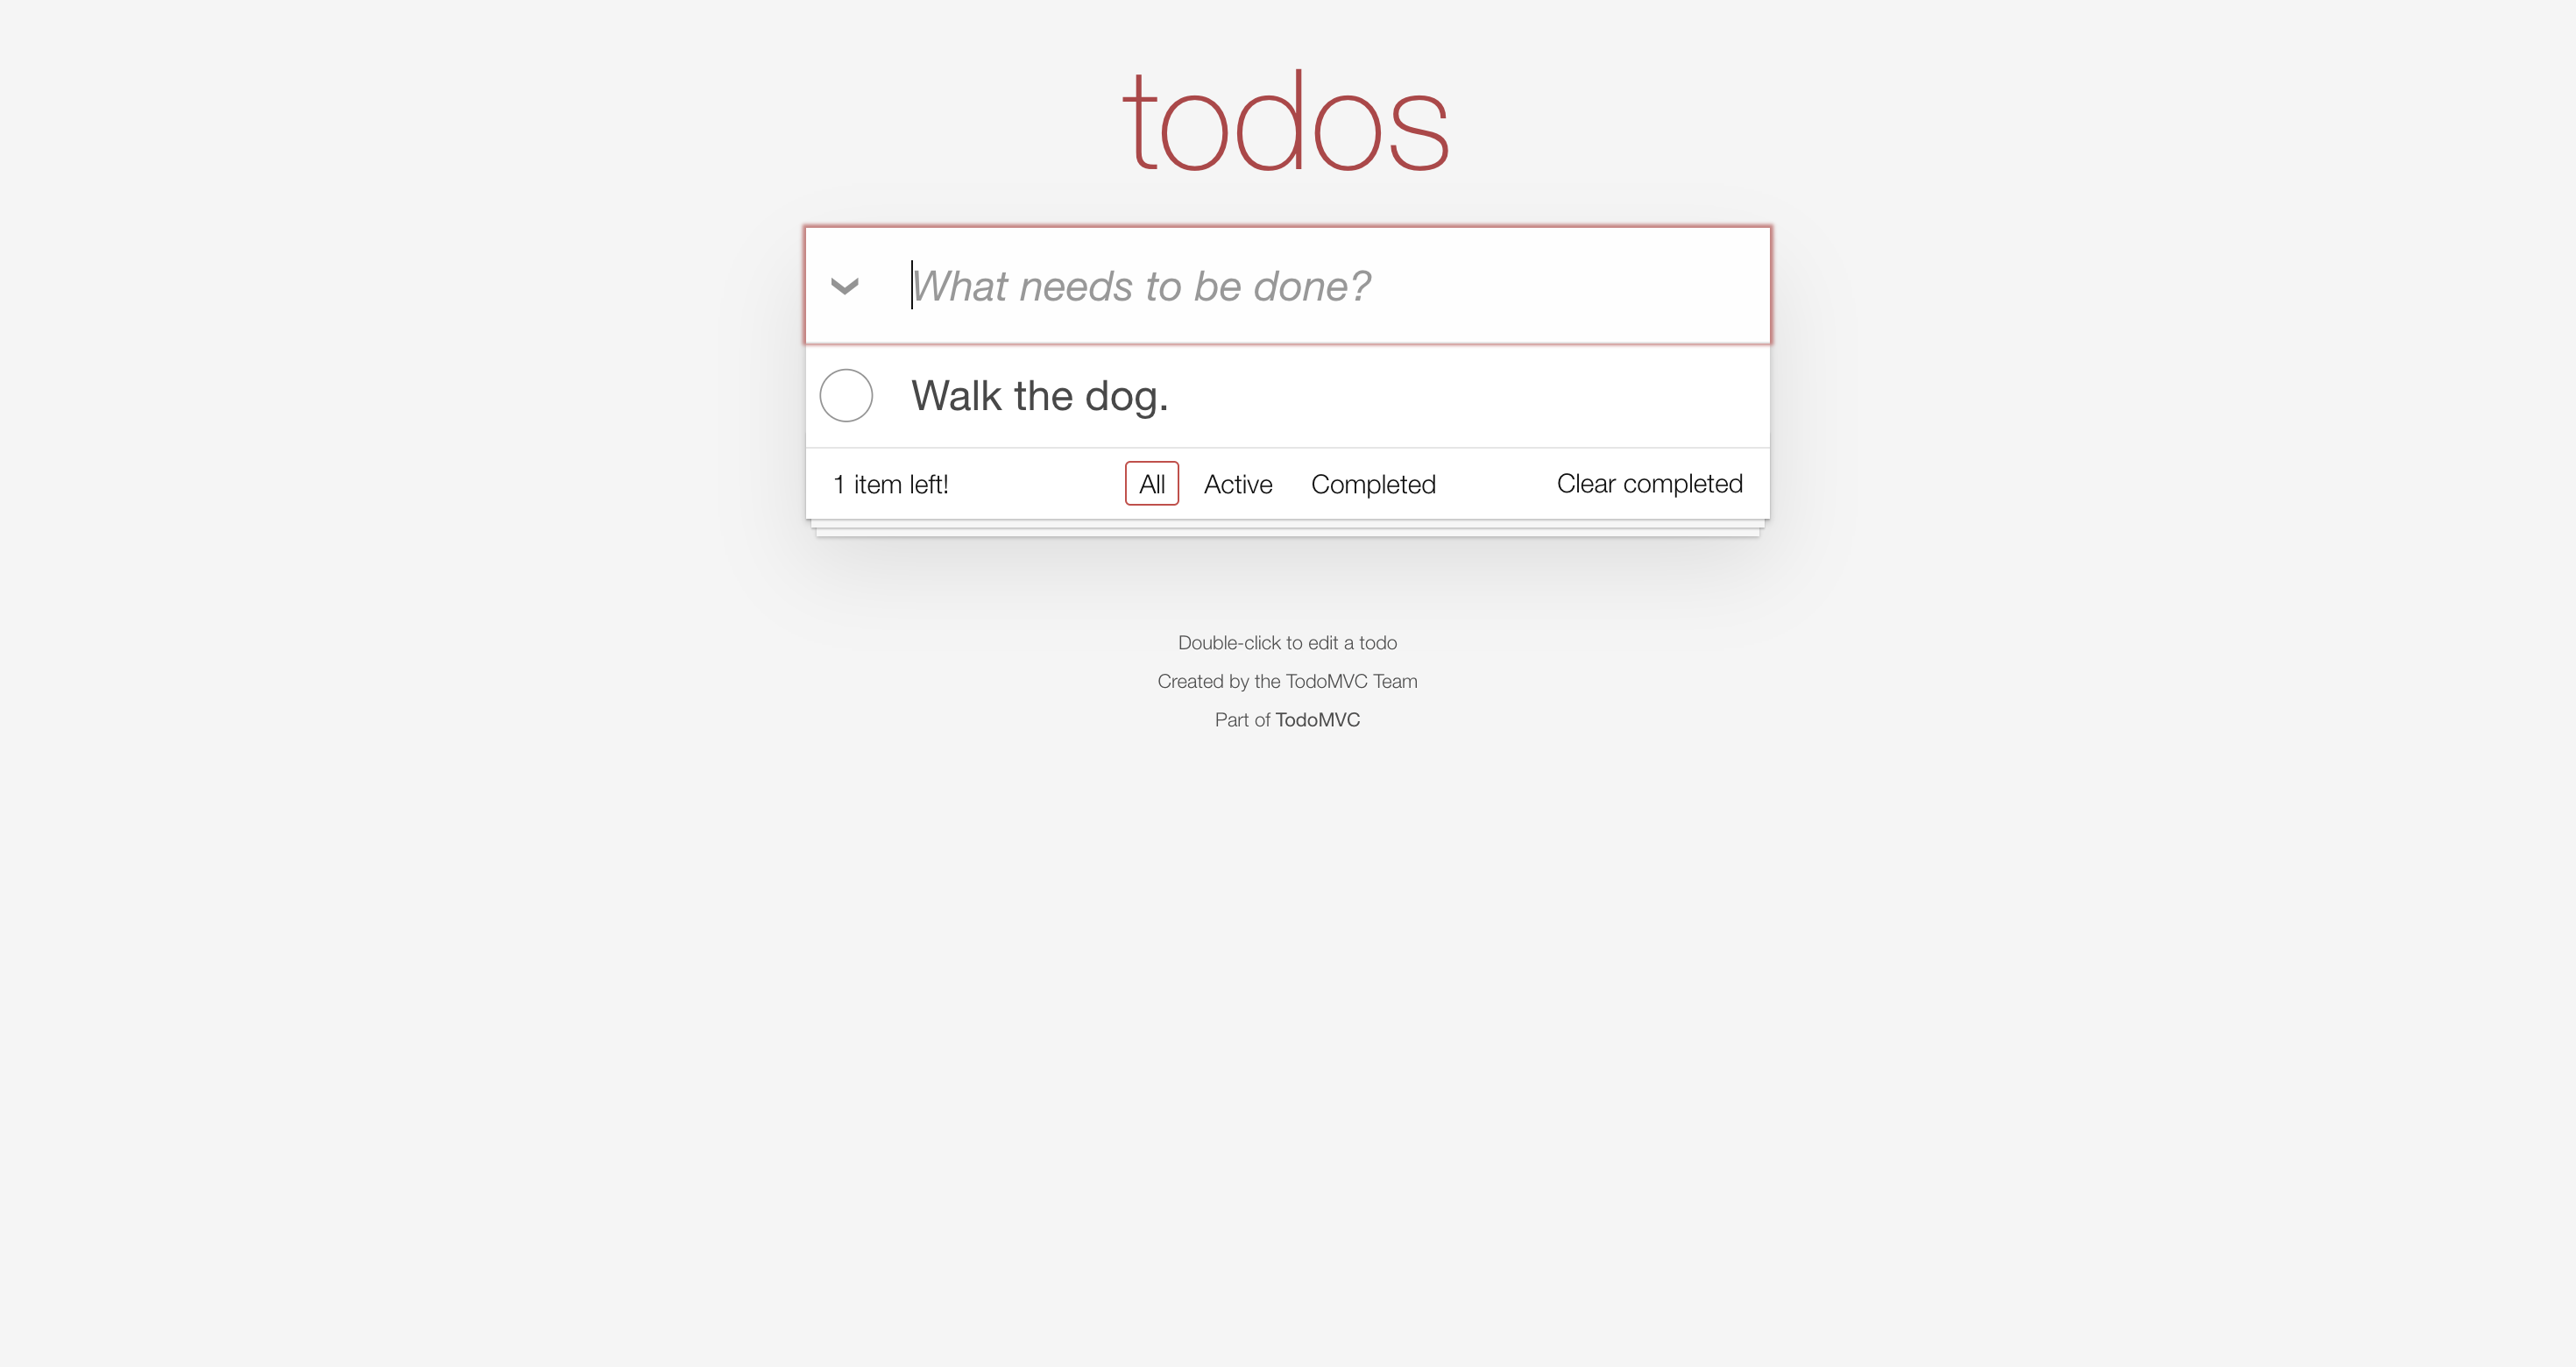 todos
What needs to be done?
Walk the dog.
1 item left!
All
Active
Completed
Clear completed
Double-click to edit a todo
Created by the TodoMVC Team
Part of TodoMVC